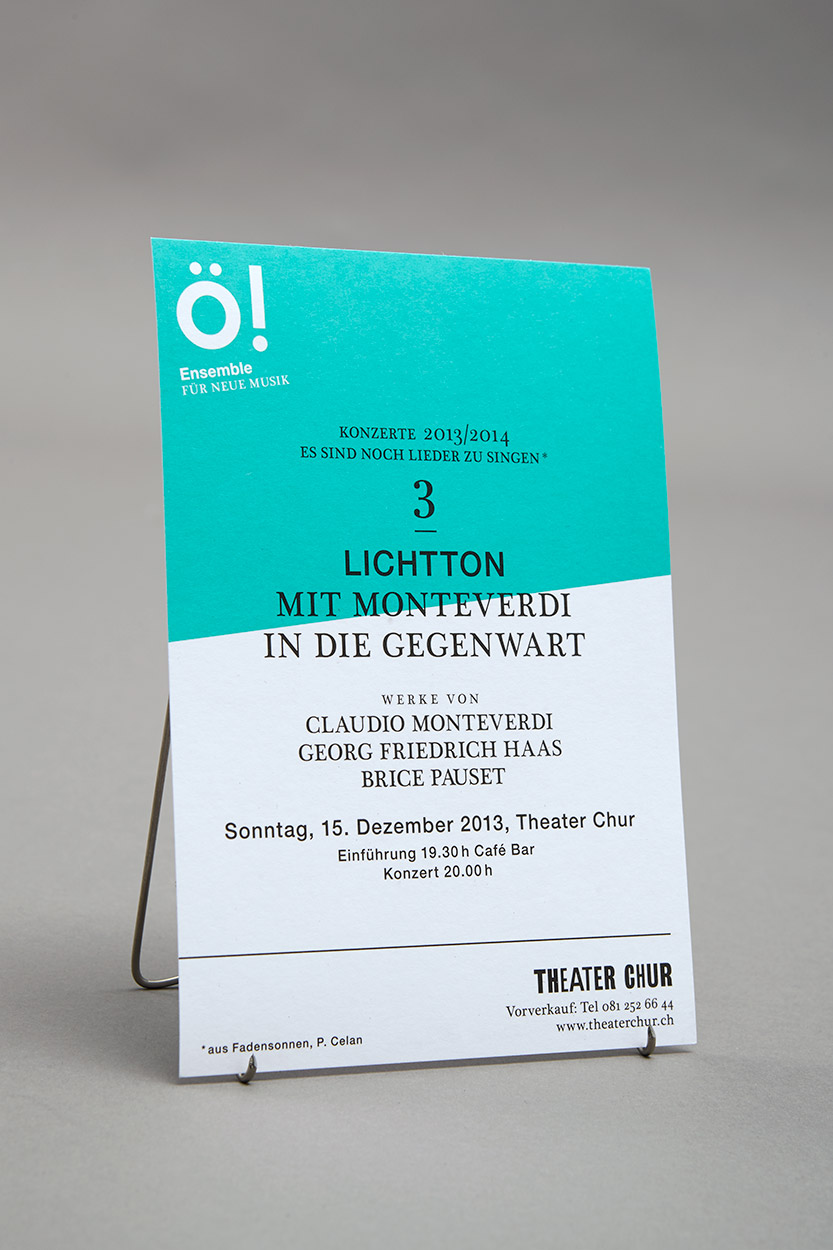 Ö!
Ensemble
FÜR NEUE MUSIK
KONZERTE 2013/2014
ES SIND NOCH LIEDER ZU SINGEN*
3
LICHTTON
MIT MONTEVERDI
IN DIE GEGENWART
WERKE VON
CLAUDIO MONTEVERDI
GEORG FRIEDRICH HAAS
BRICE PAUSET
Sonntag, 15. Dezember 2013, Theater Chur
Einführung 19.30 h Café Bar
Konzert 20.00 h
THEATER CHUR
Vorverkauf: Tel 081 252 66 44
www.theaterchur.ch
*aus Fadensonnen, P. Celan